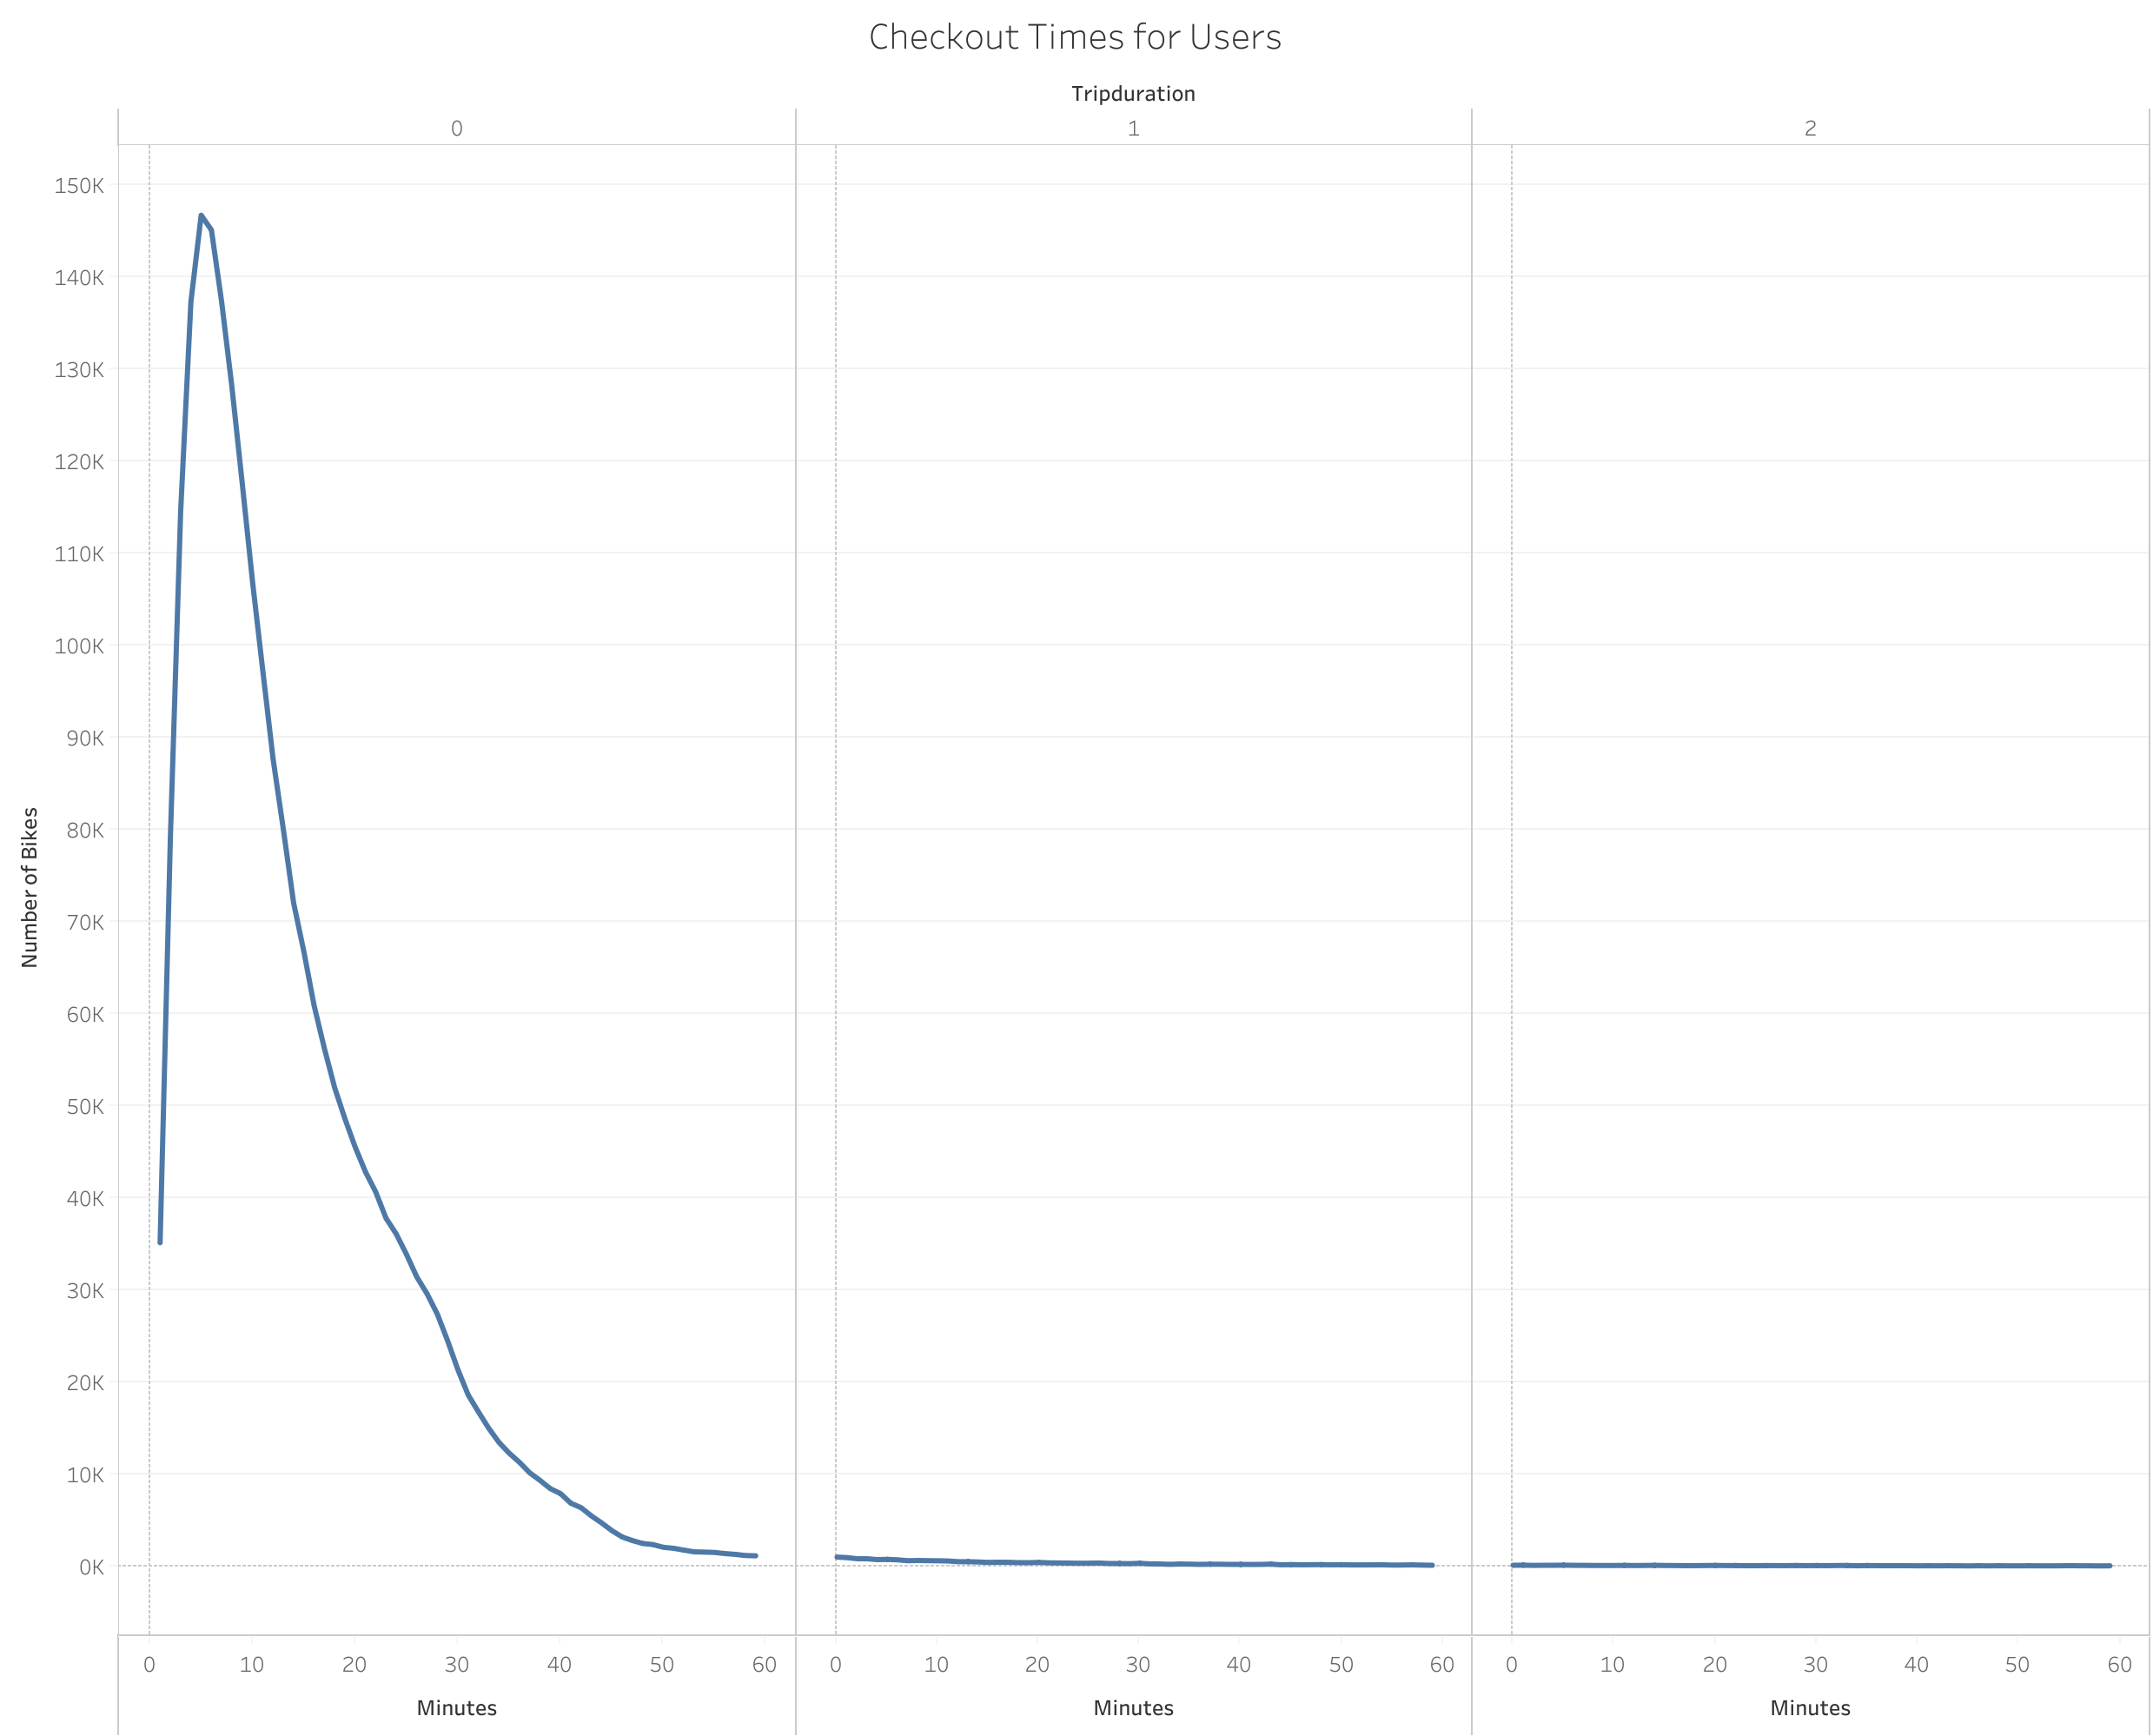 Checkout Times for Users
Tripduration
0 1 2
150K
140K
130K
120K
110K
100K
90K
80K
70K
60K
50K
40K
30K
20K
10K
0K
Number of Bikes
0 10 20 30 40 50 60 0 10 20 30 40 50 60 0 10 20 30 40 50 60
Minutes Minutes Minutes